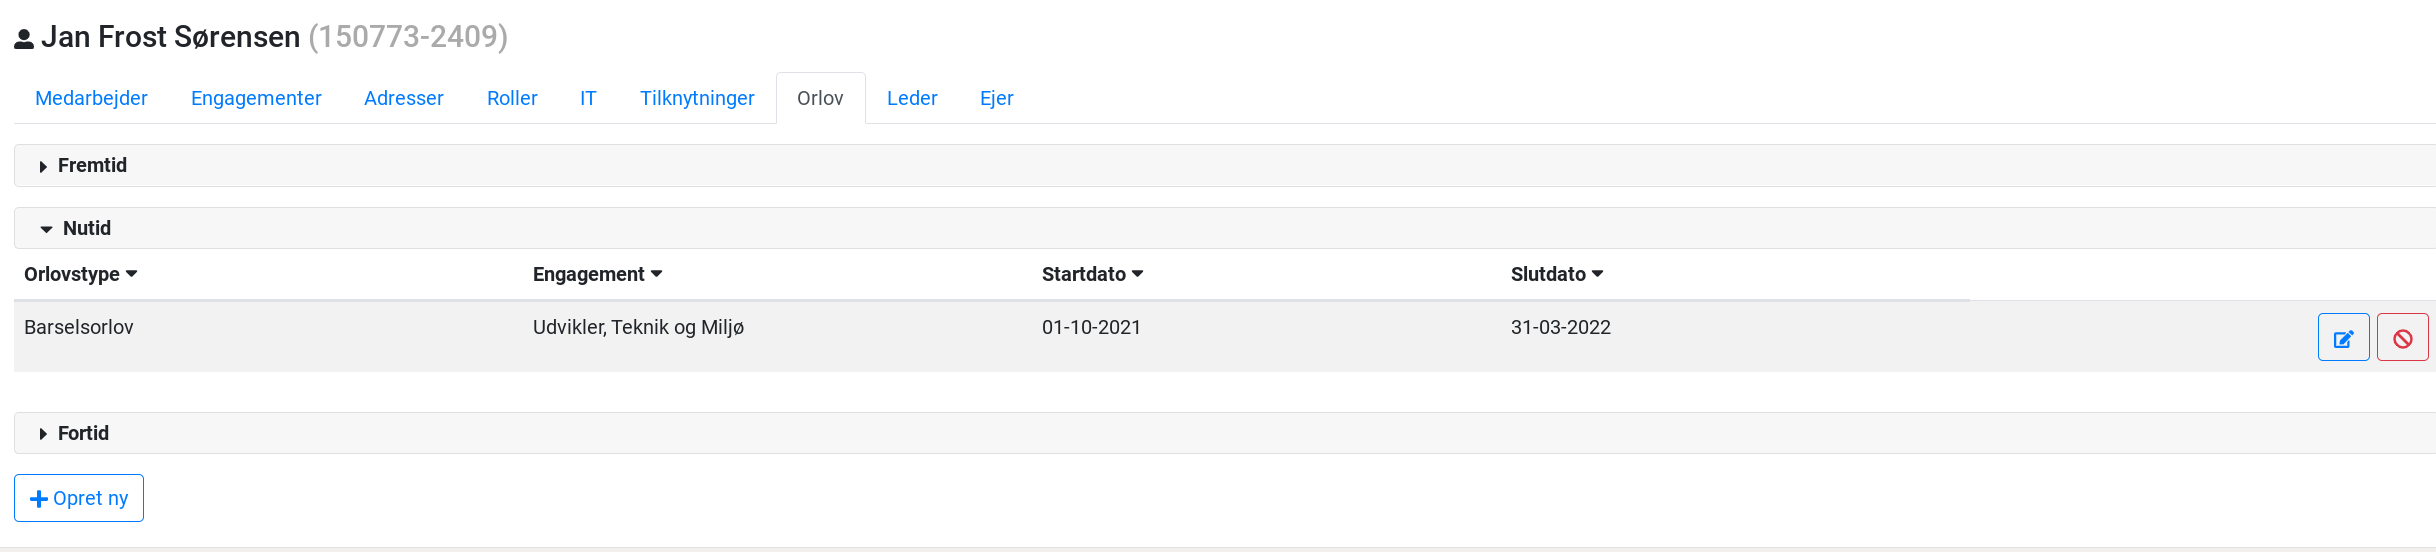 Jan Frost Sørensen (150773-2409)
Medarbejder Engagementer Adresser Roller IT Tilknytninger Orlov Leder Ejer
Fremtid
Nutid
Orlovstype Engagement Startdato Slutdato
Barselsorlov Udvikler, Teknik og Miljø 01-10-2021 31-03-2022
Fortid
Opret ny